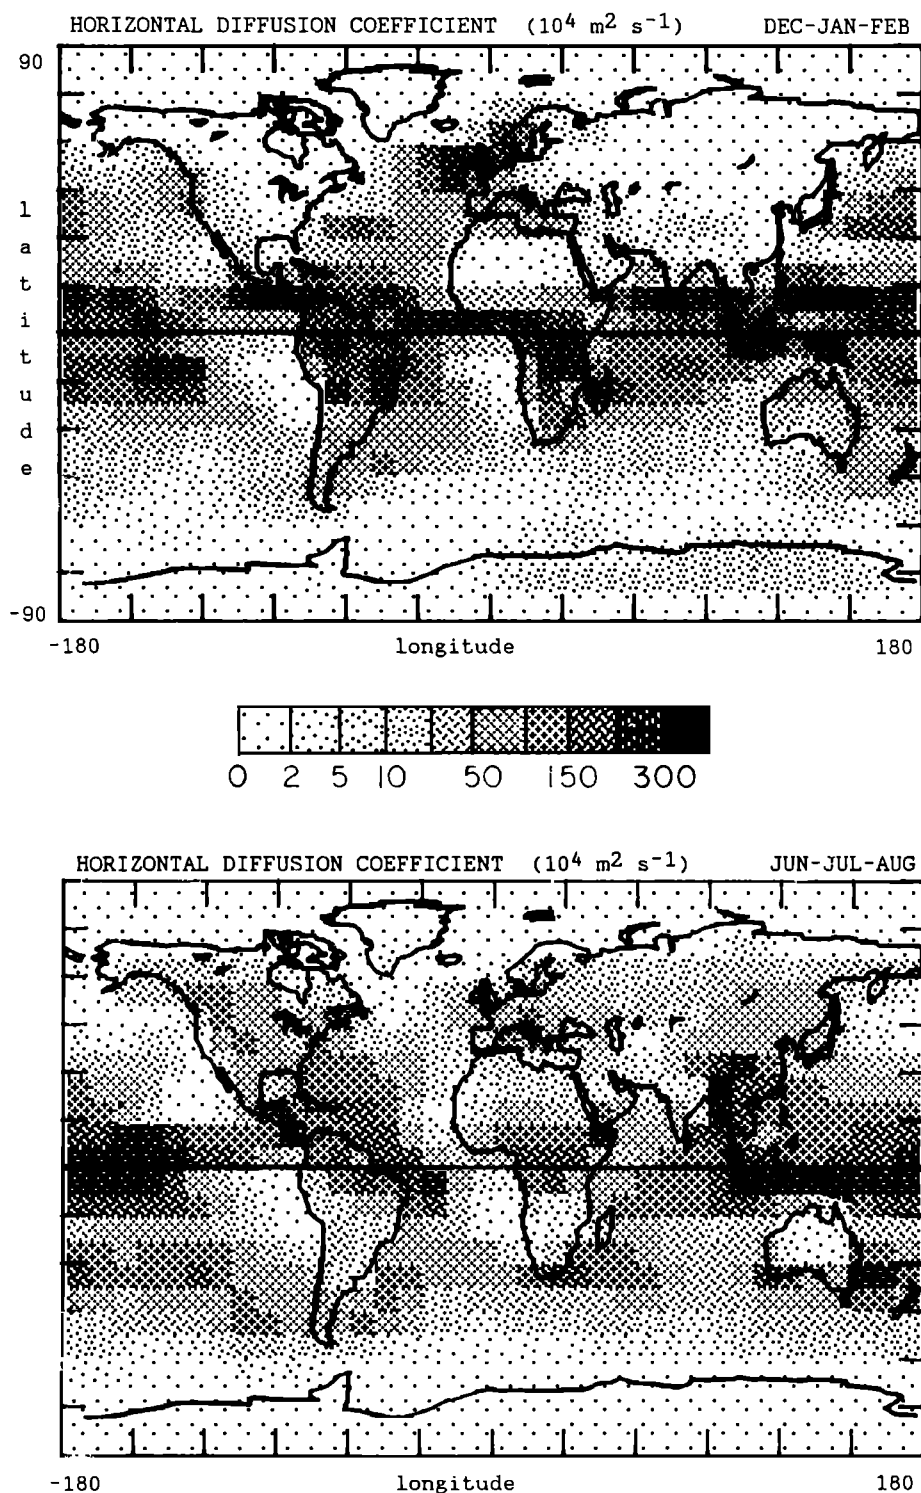 HORIZONTAL DIFFUSION COEFFICIENT (10⁴ m² s⁻¹) DEC-JAN-FEB
90
latitude
-90
-180 longitude 180
0 2 5 10 50 150 300
HORIZONTAL DIFFUSION COEFFICIENT (10⁴ m² s⁻¹) JUN-JUL-AUG
-180 longitude 180